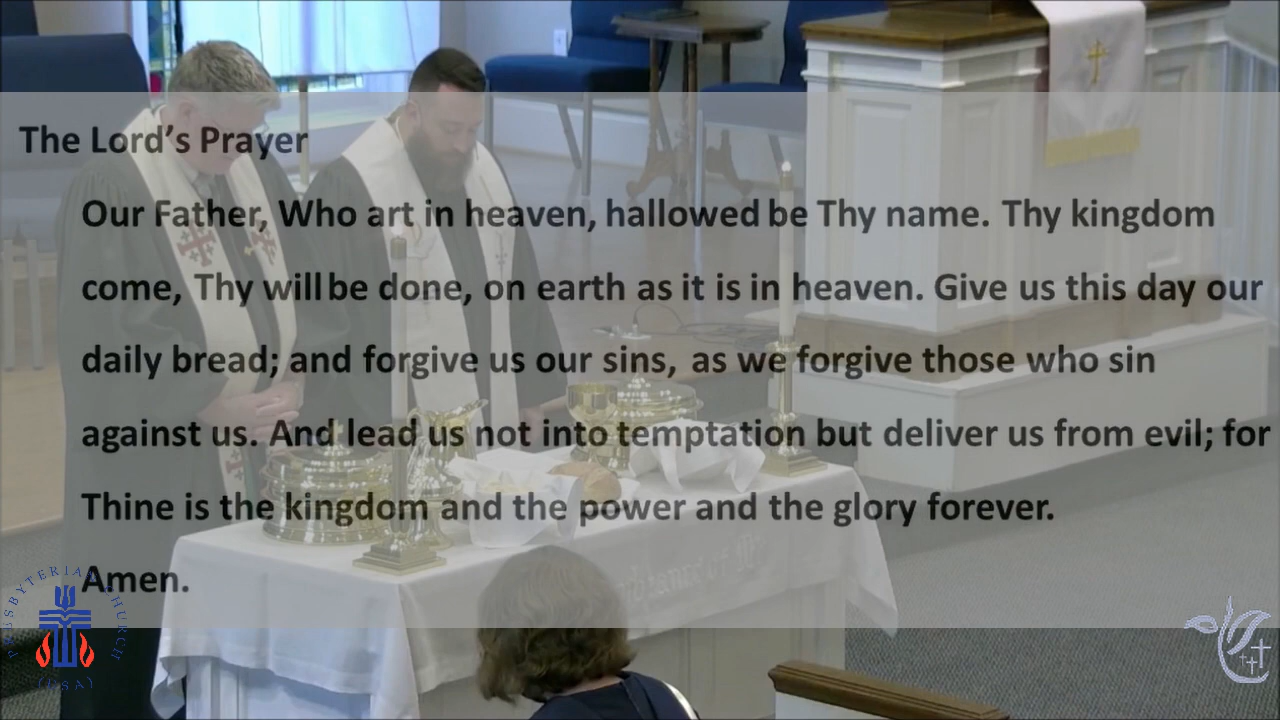 The Lord's Prayer
Our Father, Who art in heaven, hallowed be Thy name. Thy kingdom
come, Thy will be done, on earth as it is in heaven. Give us this day our
daily bread; and forgive us our sins, as we forgive those who sin
against us. And lead us not into temptation but deliver us from evil; for
Thine is the kingdom and the power and the glory forever.
Amen.
PRESBYTERIAN CHURCH
(USA)